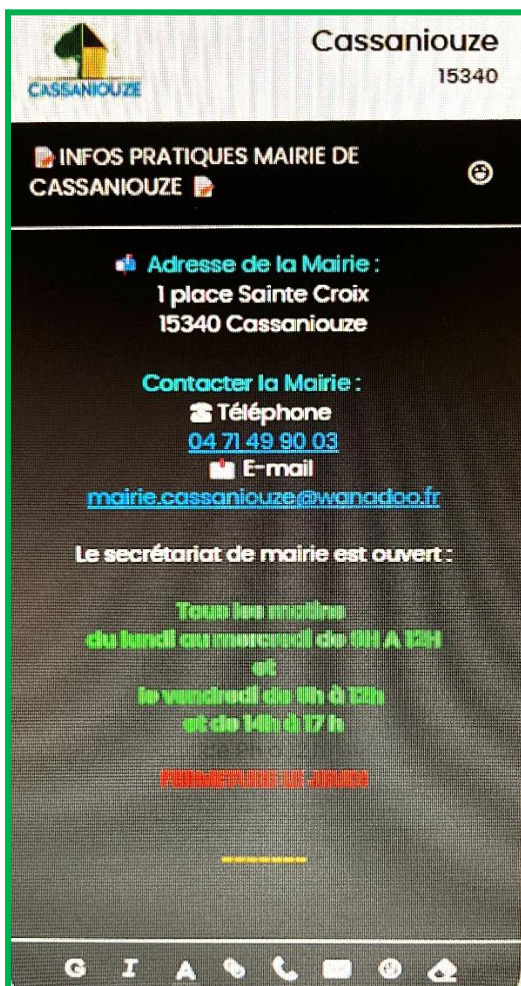 CASSANIOUZE
Cassaniouze
15340
INFOS PRATIQUES MAIRIE DE
CASSANIOUZE
Adresse de la Mairie :
1 place Sainte Croix
15340 Cassaniouze
Contacter la Mairie :
Téléphone
04 71 49 90 03
E-mail
mairie.cassaniouze@wanadoo.fr
Le secrétariat de mairie est ouvert :
Tous les matins
du lundi au mercredi de 9H A 12H
et
le vendredi de 9h à 12h
et de 14h à 17 h
FERMETURE LE JEUDI
-------
G I A